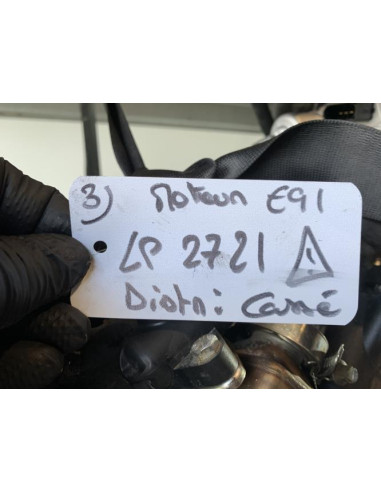 3) Moteur E91
LP 2721 ⚠
Distri : Cassé